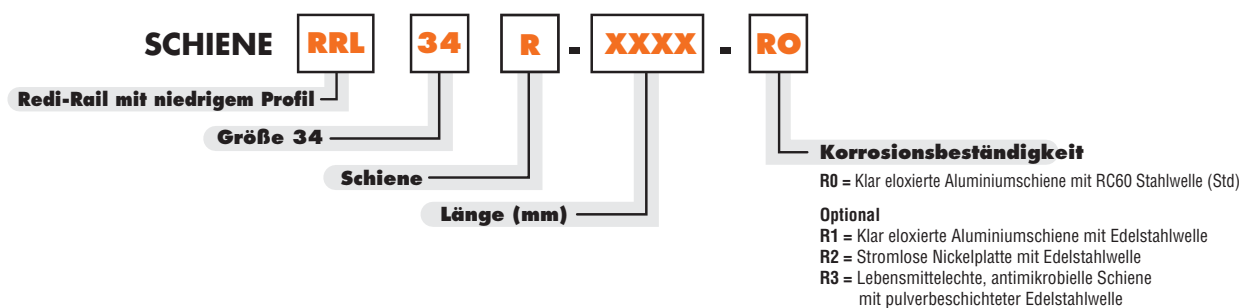 SCHIENE RRL 34 R - XXXX - RO
Redi-Rail mit niedrigem Profil
Größe 34
Schiene
Länge (mm)
Korrosionsbeständigkeit
R0 = Klar eloxierte Aluminiumschiene mit RC60 Stahlwelle (Std)
Optional
R1 = Klar eloxierte Aluminiumschiene mit Edelstahlwelle
R2 = Stromlose Nickelplatte mit Edelstahlwelle
R3 = Lebensmittelechte, antimikrobielle Schiene
mit pulverbeschichteter Edelstahlwelle